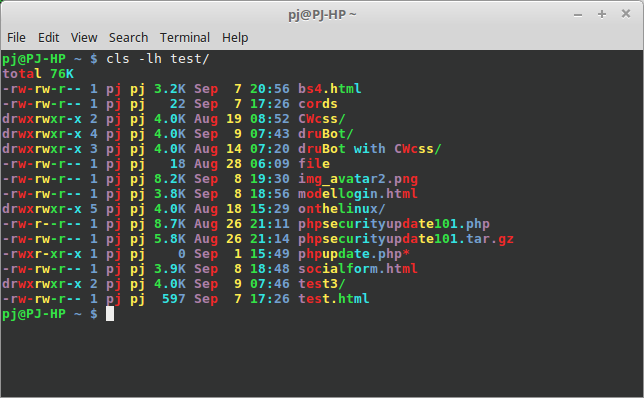 pj@PJ-HP ~
File Edit View Search Terminal Help
pj@PJ-HP ~ $ cls -lh test/
total 76K
-rw-rw-r-- 1 pj pj 3.2K Sep  7 20:56 bs4.html
-rw-rw-r-- 1 pj pj   22 Sep  7 17:26 cords
drwxrwxr-x 2 pj pj 4.0K Aug 19 08:52 CWcss/
drwxrwxr-x 4 pj pj 4.0K Sep  9 07:43 druBot/
drwxrwxr-x 3 pj pj 4.0K Aug 14 07:20 druBot with CWcss/
-rw-rw-r-- 1 pj pj   18 Aug 28 06:09 file
-rw-rw-r-- 1 pj pj 8.2K Sep  8 19:30 img_avatar2.png
-rw-rw-r-- 1 pj pj 3.8K Sep  8 18:56 modellogin.html
drwxrwxr-x 5 pj pj 4.0K Aug 18 15:29 onthelinux/
-rw-r--r-- 1 pj pj 8.7K Aug 26 21:11 phpsecurityupdate101.php
-rw-rw-r-- 1 pj pj 5.8K Aug 26 21:14 phpsecurityupdate101.tar.gz
-rwxr-xr-x 1 pj pj    0 Sep  1 15:49 phpupdate.php*
-rw-rw-r-- 1 pj pj 3.9K Sep  8 18:48 socialform.html
drwxrwxr-x 2 pj pj 4.0K Sep  9 07:46 test3/
-rw-rw-r-- 1 pj pj  597 Sep  7 17:26 test.html
pj@PJ-HP ~ $